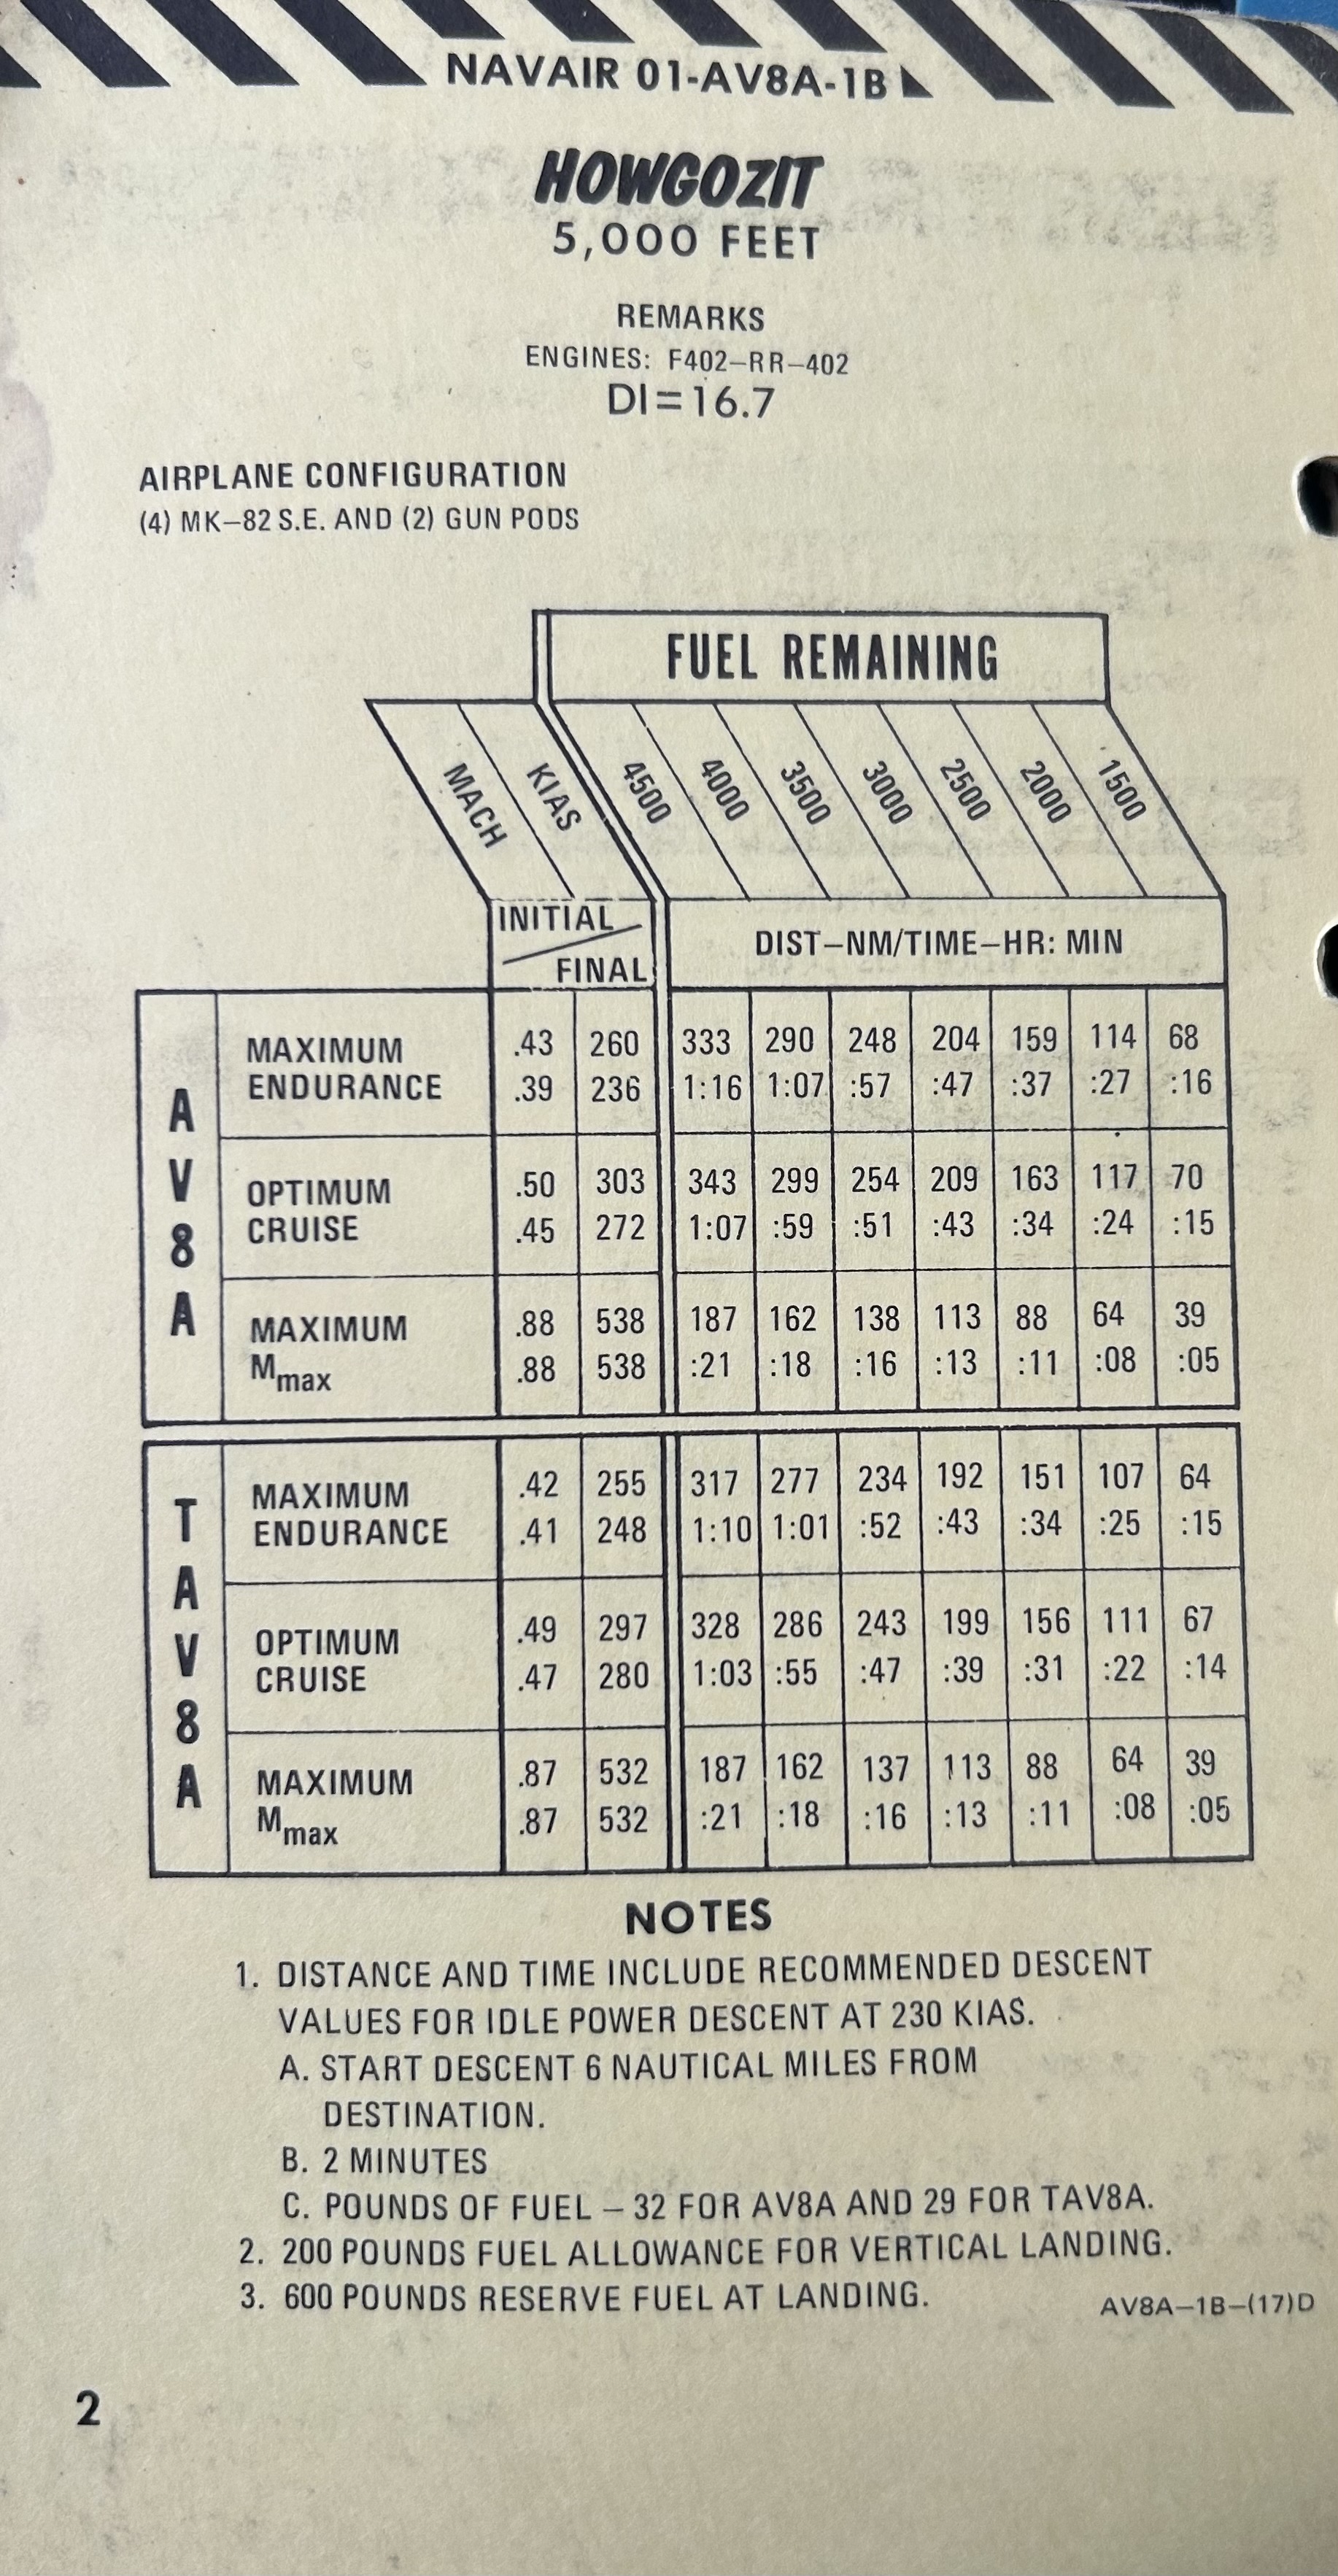 NAVAIR 01-AV8A-1B
HOWGOZIT
5,000 FEET
REMARKS
ENGINES: F402-RR-402
DI=16.7
AIRPLANE CONFIGURATION
(4) MK-82 S.E. AND (2) GUN PODS
FUEL REMAINING
MACH KIAS 4500 4000 3500 3000 2500 2000 1500
INITIAL
FINAL
DIST-NM/TIME-HR: MIN
AV8A
MAXIMUM .43 260 333 290 248 204 159 114 68
ENDURANCE .39 236 1:16 1:07 :57 :47 :37 :27 :16
OPTIMUM .50 303 343 299 254 209 163 117 70
CRUISE .45 272 1:07 :59 :51 :43 :34 :24 :15
MAXIMUM .88 538 187 162 138 113 88 64 39
Mmax .88 538 :21 :18 :16 :13 :11 :08 :05
TAV8A
MAXIMUM .42 255 317 277 234 192 151 107 64
ENDURANCE .41 248 1:10 1:01 :52 :43 :34 :25 :15
OPTIMUM .49 297 328 286 243 199 156 111 67
CRUISE .47 280 1:03 :55 :47 :39 :31 :22 :14
MAXIMUM .87 532 187 162 137 113 88 64 39
Mmax .87 532 :21 :18 :16 :13 :11 :08 :05
NOTES
1. DISTANCE AND TIME INCLUDE RECOMMENDED DESCENT
VALUES FOR IDLE POWER DESCENT AT 230 KIAS.
A. START DESCENT 6 NAUTICAL MILES FROM
DESTINATION.
B. 2 MINUTES
C. POUNDS OF FUEL - 32 FOR AV8A AND 29 FOR TAV8A.
2. 200 POUNDS FUEL ALLOWANCE FOR VERTICAL LANDING.
3. 600 POUNDS RESERVE FUEL AT LANDING.
AV8A-1B-(17)D
2